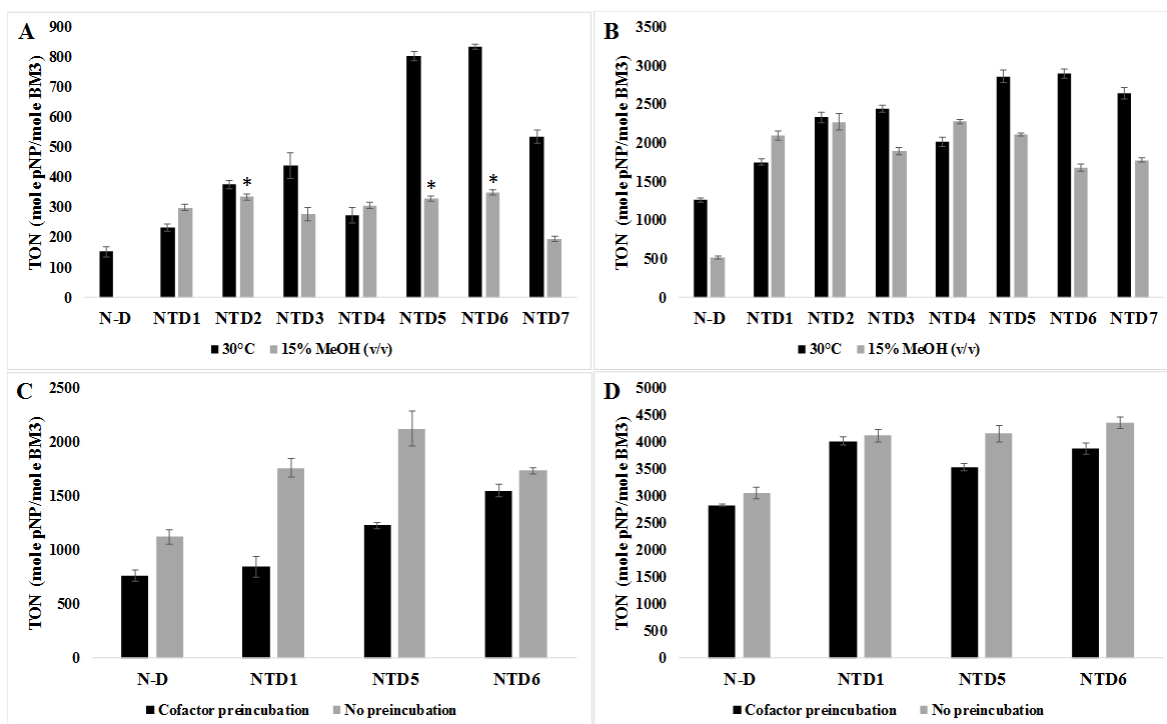 A
TON (mole pNP/mole BM3)
900
800
700
600
500
400
300
200
100
0
*
*
*
N-D NTD1 NTD2 NTD3 NTD4 NTD5 NTD6 NTD7
30°C 15% MeOH (v/v)
B
TON (mole pNP/mole BM3)
3500
3000
2500
2000
1500
1000
500
0
N-D NTD1 NTD2 NTD3 NTD4 NTD5 NTD6 NTD7
30°C 15% MeOH (v/v)
C
TON (mole pNP/mole BM3)
2500
2000
1500
1000
500
0
N-D NTD1 NTD5 NTD6
Cofactor preincubation No preincubation
D
TON (mole pNP/mole BM3)
5000
4500
4000
3500
3000
2500
2000
1500
1000
500
0
N-D NTD1 NTD5 NTD6
Cofactor preincubation No preincubation